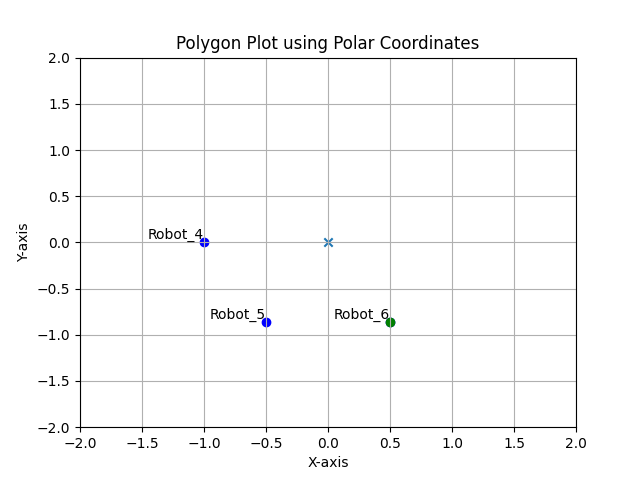 Polygon Plot using Polar Coordinates
2.0
1.5
1.0
0.5
0.0
−0.5
−1.0
−1.5
−2.0
Y-axis
Robot_4
Robot_5
Robot_6
−2.0 −1.5 −1.0 −0.5 0.0 0.5 1.0 1.5 2.0
X-axis